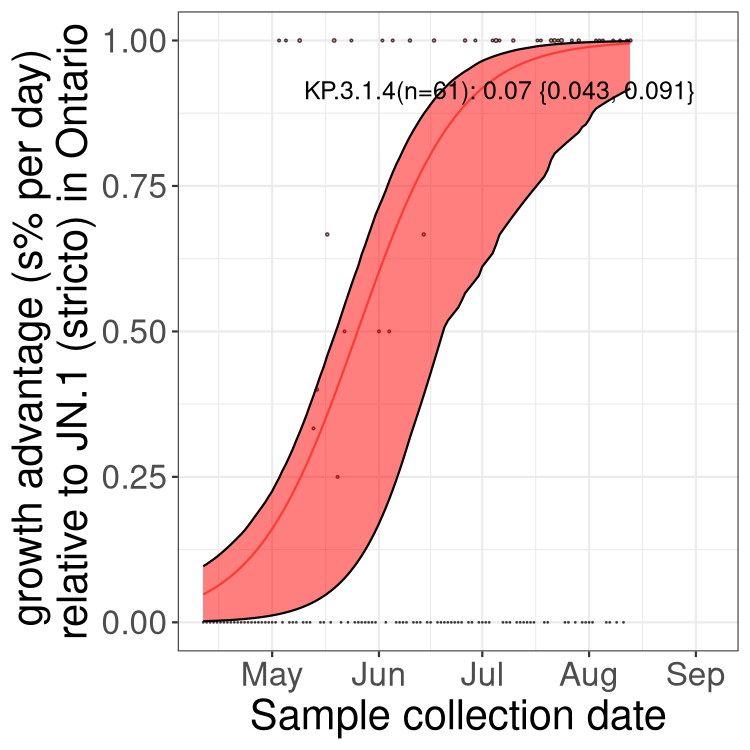 growth advantage (s% per day)
relative to JN.1 (stricto) in Ontario
1.00
0.75
0.50
0.25
0.00
KP.3.1.4(n=61): 0.07 {0.043, 0.091}
May Jun Jul Aug Sep
Sample collection date